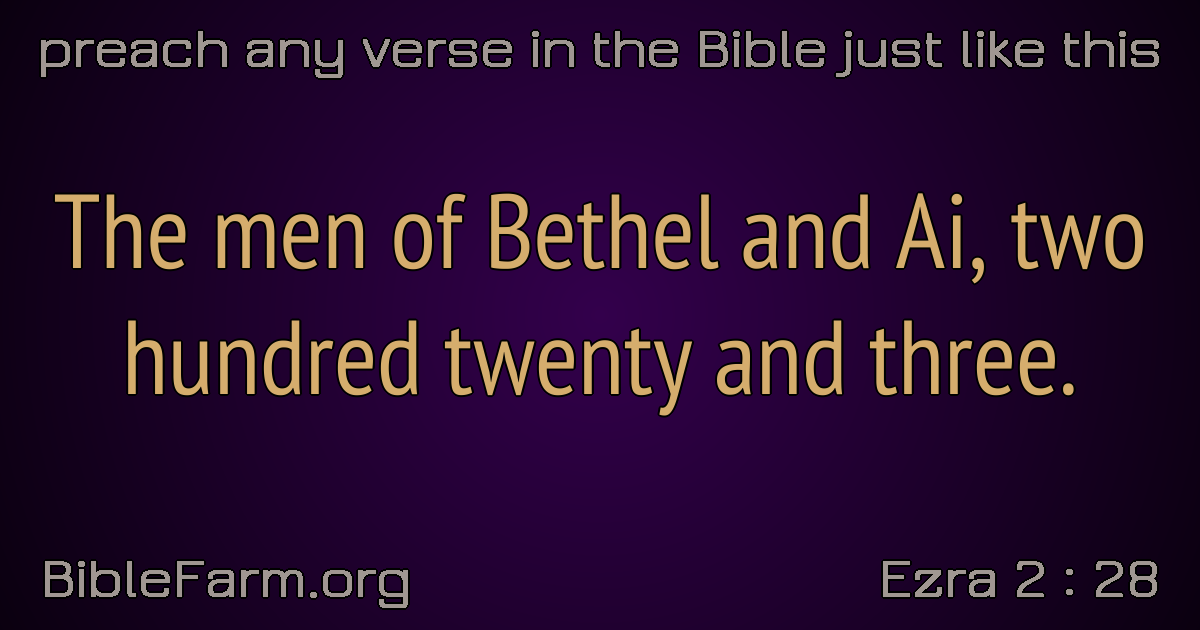 preach any verse in the Bible just like this
The men of Bethel and Ai, two
hundred twenty and three.
BibleFarm.org
Ezra 2 : 28